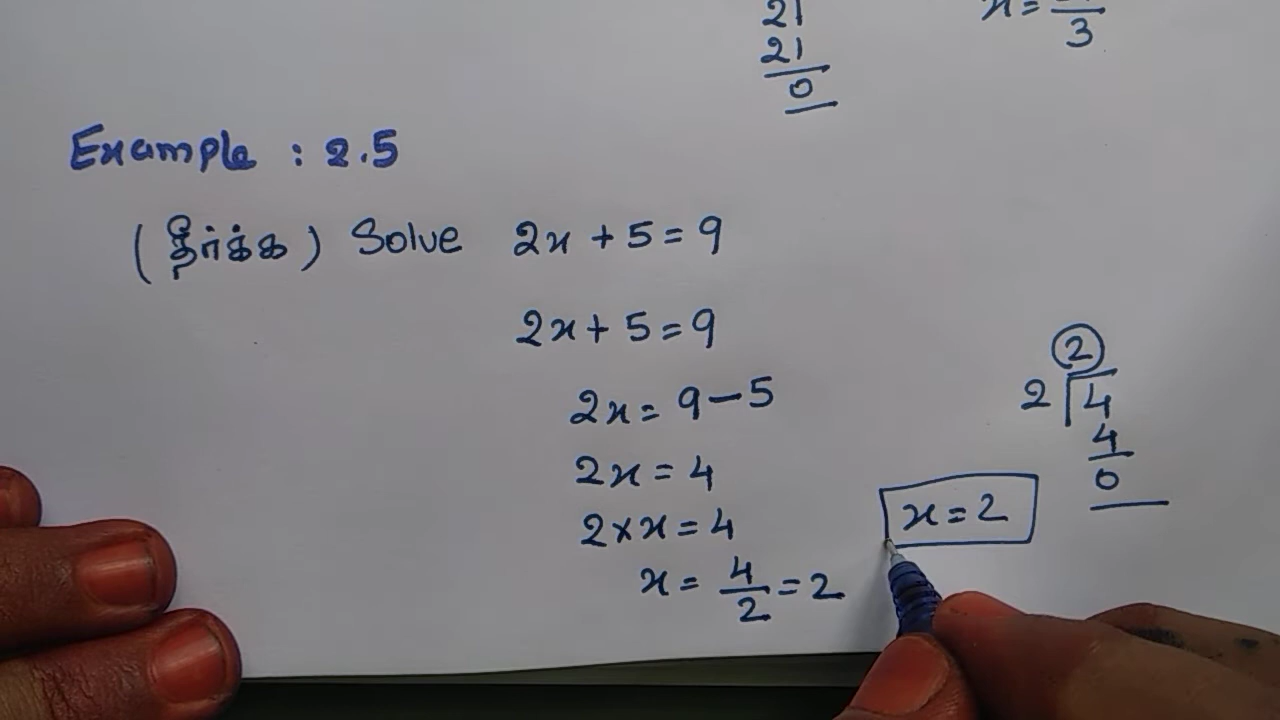 21
21
0
x =
3
Example : 2.5
(தீர்க்க) Solve 2x + 5 = 9
2x + 5 = 9
2x = 9 - 5
2x = 4
2 × x = 4
x = 4/2 = 2
2
2 4
4
0
x = 2